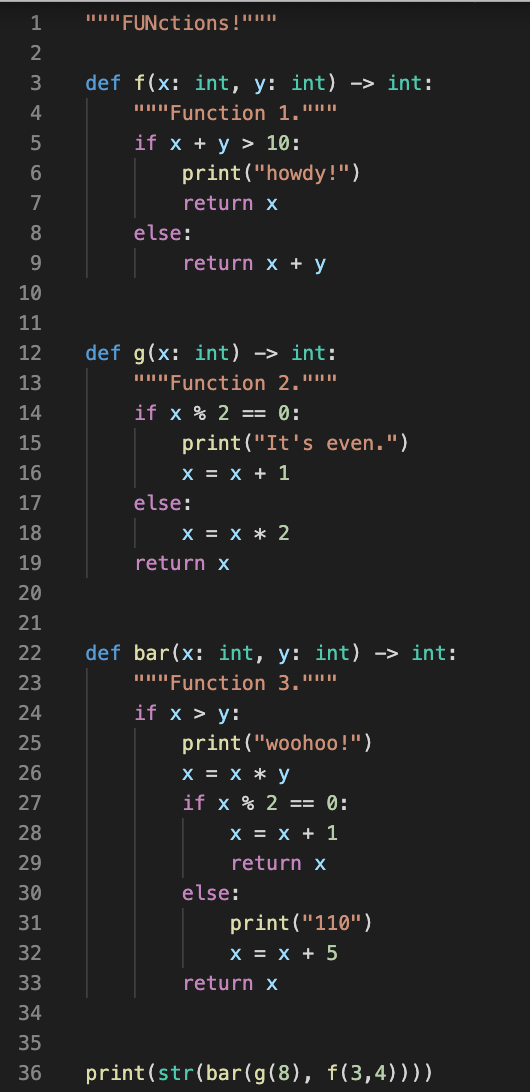 1 """FUNctions!"""
2
3 def f(x: int, y: int) -> int:
4     """Function 1."""
5     if x + y > 10:
6         print("howdy!")
7         return x
8     else:
9         return x + y
10
11
12 def g(x: int) -> int:
13     """Function 2."""
14     if x % 2 == 0:
15         print("It's even.")
16         x = x + 1
17     else:
18         x = x * 2
19     return x
20
21
22 def bar(x: int, y: int) -> int:
23     """Function 3."""
24     if x > y:
25         print("woohoo!")
26         x = x * y
27         if x % 2 == 0:
28             x = x + 1
29             return x
30         else:
31             print("110")
32             x = x + 5
33         return x
34
35
36 print(str(bar(g(8), f(3,4))))